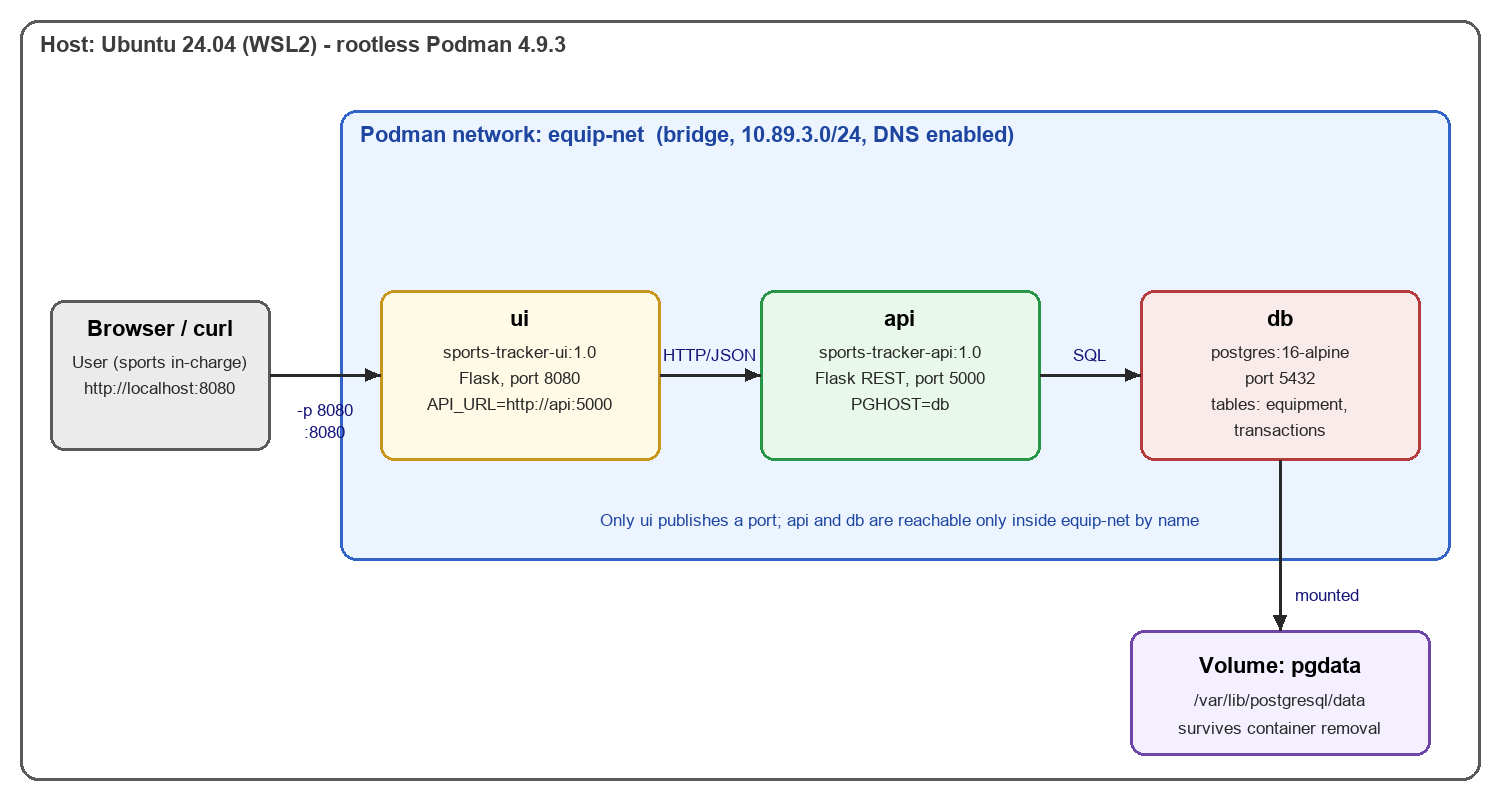 Host: Ubuntu 24.04 (WSL2) - rootless Podman 4.9.3
Podman network: equip-net  (bridge, 10.89.3.0/24, DNS enabled)
Browser / curl
User (sports in-charge)
http://localhost:8080
-p 8080
:8080
ui
sports-tracker-ui:1.0
Flask, port 8080
API_URL=http://api:5000
HTTP/JSON
api
sports-tracker-api:1.0
Flask REST, port 5000
PGHOST=db
SQL
db
postgres:16-alpine
port 5432
tables: equipment,
transactions
Only ui publishes a port; api and db are reachable only inside equip-net by name
mounted
Volume: pgdata
/var/lib/postgresql/data
survives container removal